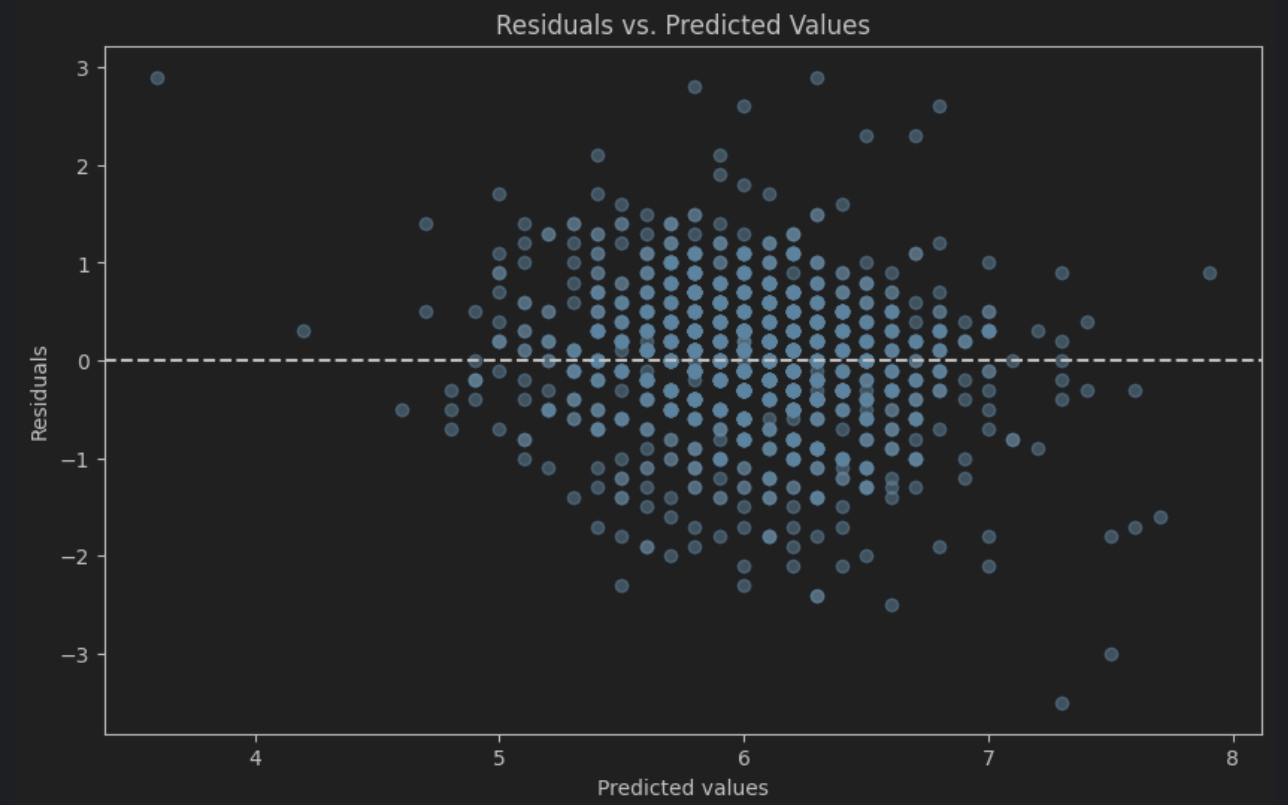 Residuals vs. Predicted Values
3
2
1
0
−1
−2
−3
Residuals
4 5 6 7 8
Predicted values